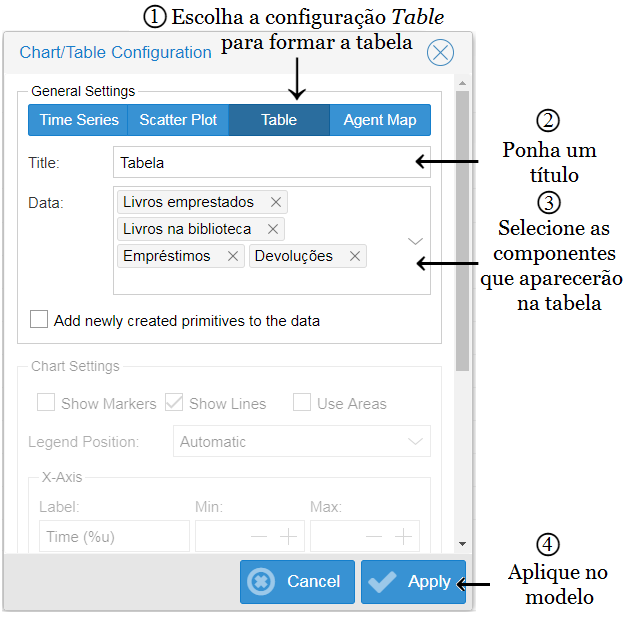 ① Escolha a configuração Table
para formar a tabela
Chart/Table Configuration
General Settings
Time Series Scatter Plot Table Agent Map
Title: Tabela
② 
Ponha um
título
Data:
Livros emprestados ×
Livros na biblioteca ×
Empréstimos × Devoluções ×
③
Selecione as
componentes
que aparecerão
na tabela
Add newly created primitives to the data
Chart Settings
Show Markers Show Lines Use Areas
Legend Position: Automatic
X-Axis
Label: Min: Max:
Time (%u)
Cancel Apply
④
Aplique no
modelo